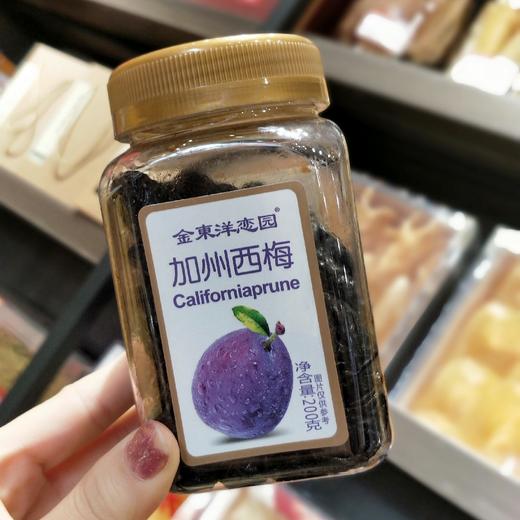 金東洋恋园®
加州西梅
Californiaprune
净含量:200克
图片仅供参考